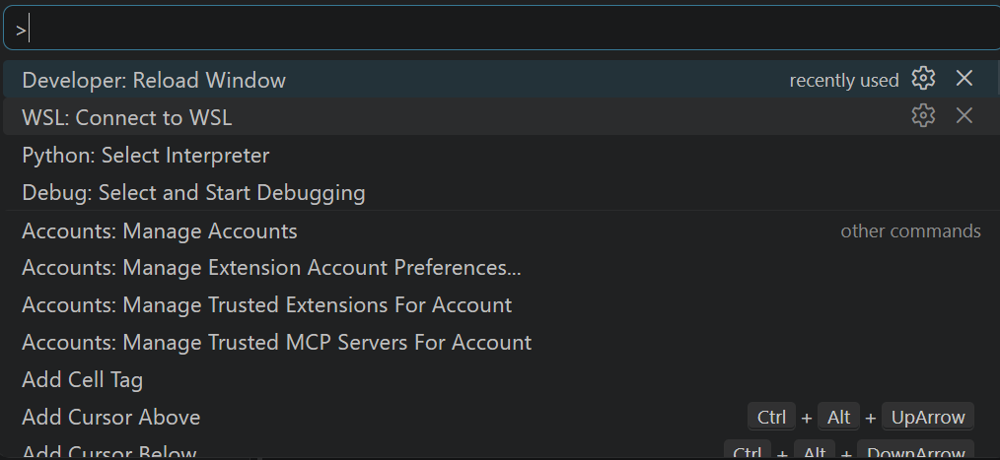 >
Developer: Reload Window recently used
WSL: Connect to WSL
Python: Select Interpreter
Debug: Select and Start Debugging
Accounts: Manage Accounts other commands
Accounts: Manage Extension Account Preferences...
Accounts: Manage Trusted Extensions For Account
Accounts: Manage Trusted MCP Servers For Account
Add Cell Tag
Add Cursor Above Ctrl + Alt + UpArrow
Add Cursor Below Ctrl + Alt + DownArrow